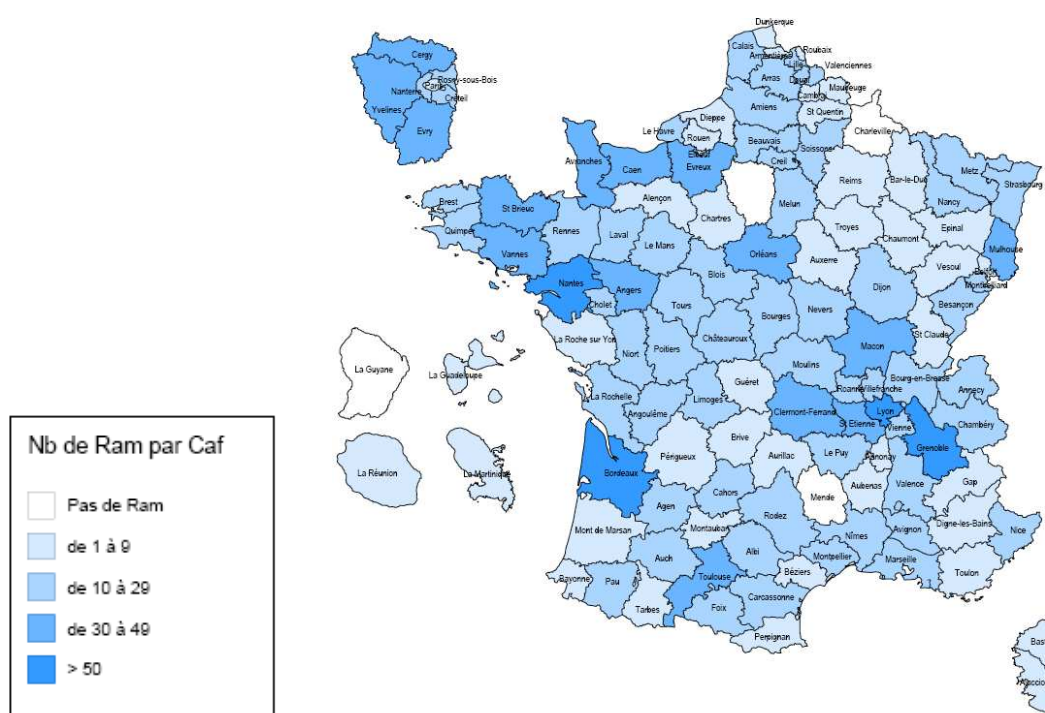 Dunkerque
Calais
Armentières
Roubaix
Lille
Valenciennes
Arras
Douai
Maubeuge
Cambrai
Cergy
Rosny-sous-Bois
Paris
Nanterre
Créteil
Yvelines
Evry
Amiens
St Quentin
Dieppe
Charleville
Le Havre
Rouen
Beauvais
Soissons
Elbeuf
Creil
Avranches
Caen
Evreux
Metz
Reims
Bar-le-Duc
Strasbourg
Nancy
Alençon
Melun
Brest
St Brieuc
Chartres
Troyes
Epinal
Quimper
Rennes
Laval
Le Mans
Chaumont
Mulhouse
Vannes
Orléans
Auxerre
Vesoul
Belfort
Blois
Nantes
Angers
Dijon
Montbéliard
Cholet
Tours
Bourges
Nevers
Besançon
La Roche sur Yon
Châteauroux
St Claude
Niort
Poitiers
Macon
Moulins
La Guyane
La Guadeloupe
Guéret
Roanne
Villefranche
Bourg-en-Bresse
Annecy
La Rochelle
Limoges
Angoulême
Clermont-Ferrand
Lyon
St Etienne
Vienne
Chambéry
Nb de Ram par Caf
Brive
Grenoble
Périgueux
Aurillac
Le Puy
Annonay
La Réunion
La Martinique
Bordeaux
Aubenas
Valence
Gap
Pas de Ram
Cahors
Mende
Agen
Rodez
Mont de Marsan
Montauban
Digne-les-Bains
Nîmes
Avignon
Nice
de 1 à 9
Auch
Albi
Montpellier
Marseille
Bayonne
Pau
Toulouse
Béziers
Toulon
de 10 à 29
Tarbes
Foix
Carcassonne
Perpignan
de 30 à 49
> 50